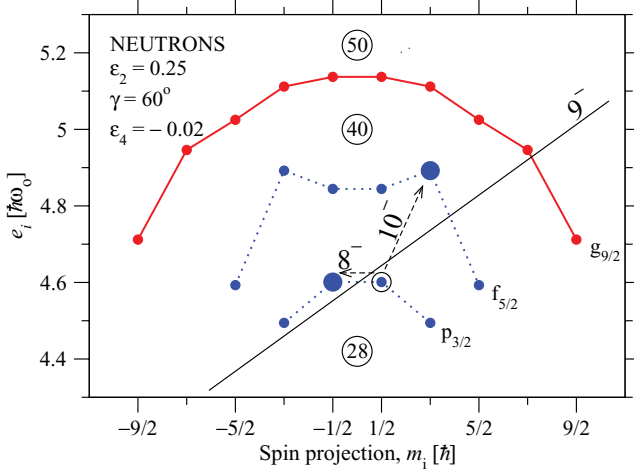 NEUTRONS
ε₂ = 0.25
γ = 60°
ε₄ = − 0.02
50
40
28
9⁻
10⁻
8⁻
g₉/₂
f₅/₂
p₃/₂
5.2
5
4.8
4.6
4.4
eᵢ [ħω₀]
−9/2 −5/2 −1/2 1/2 5/2 9/2
Spin projection, mᵢ [ħ]